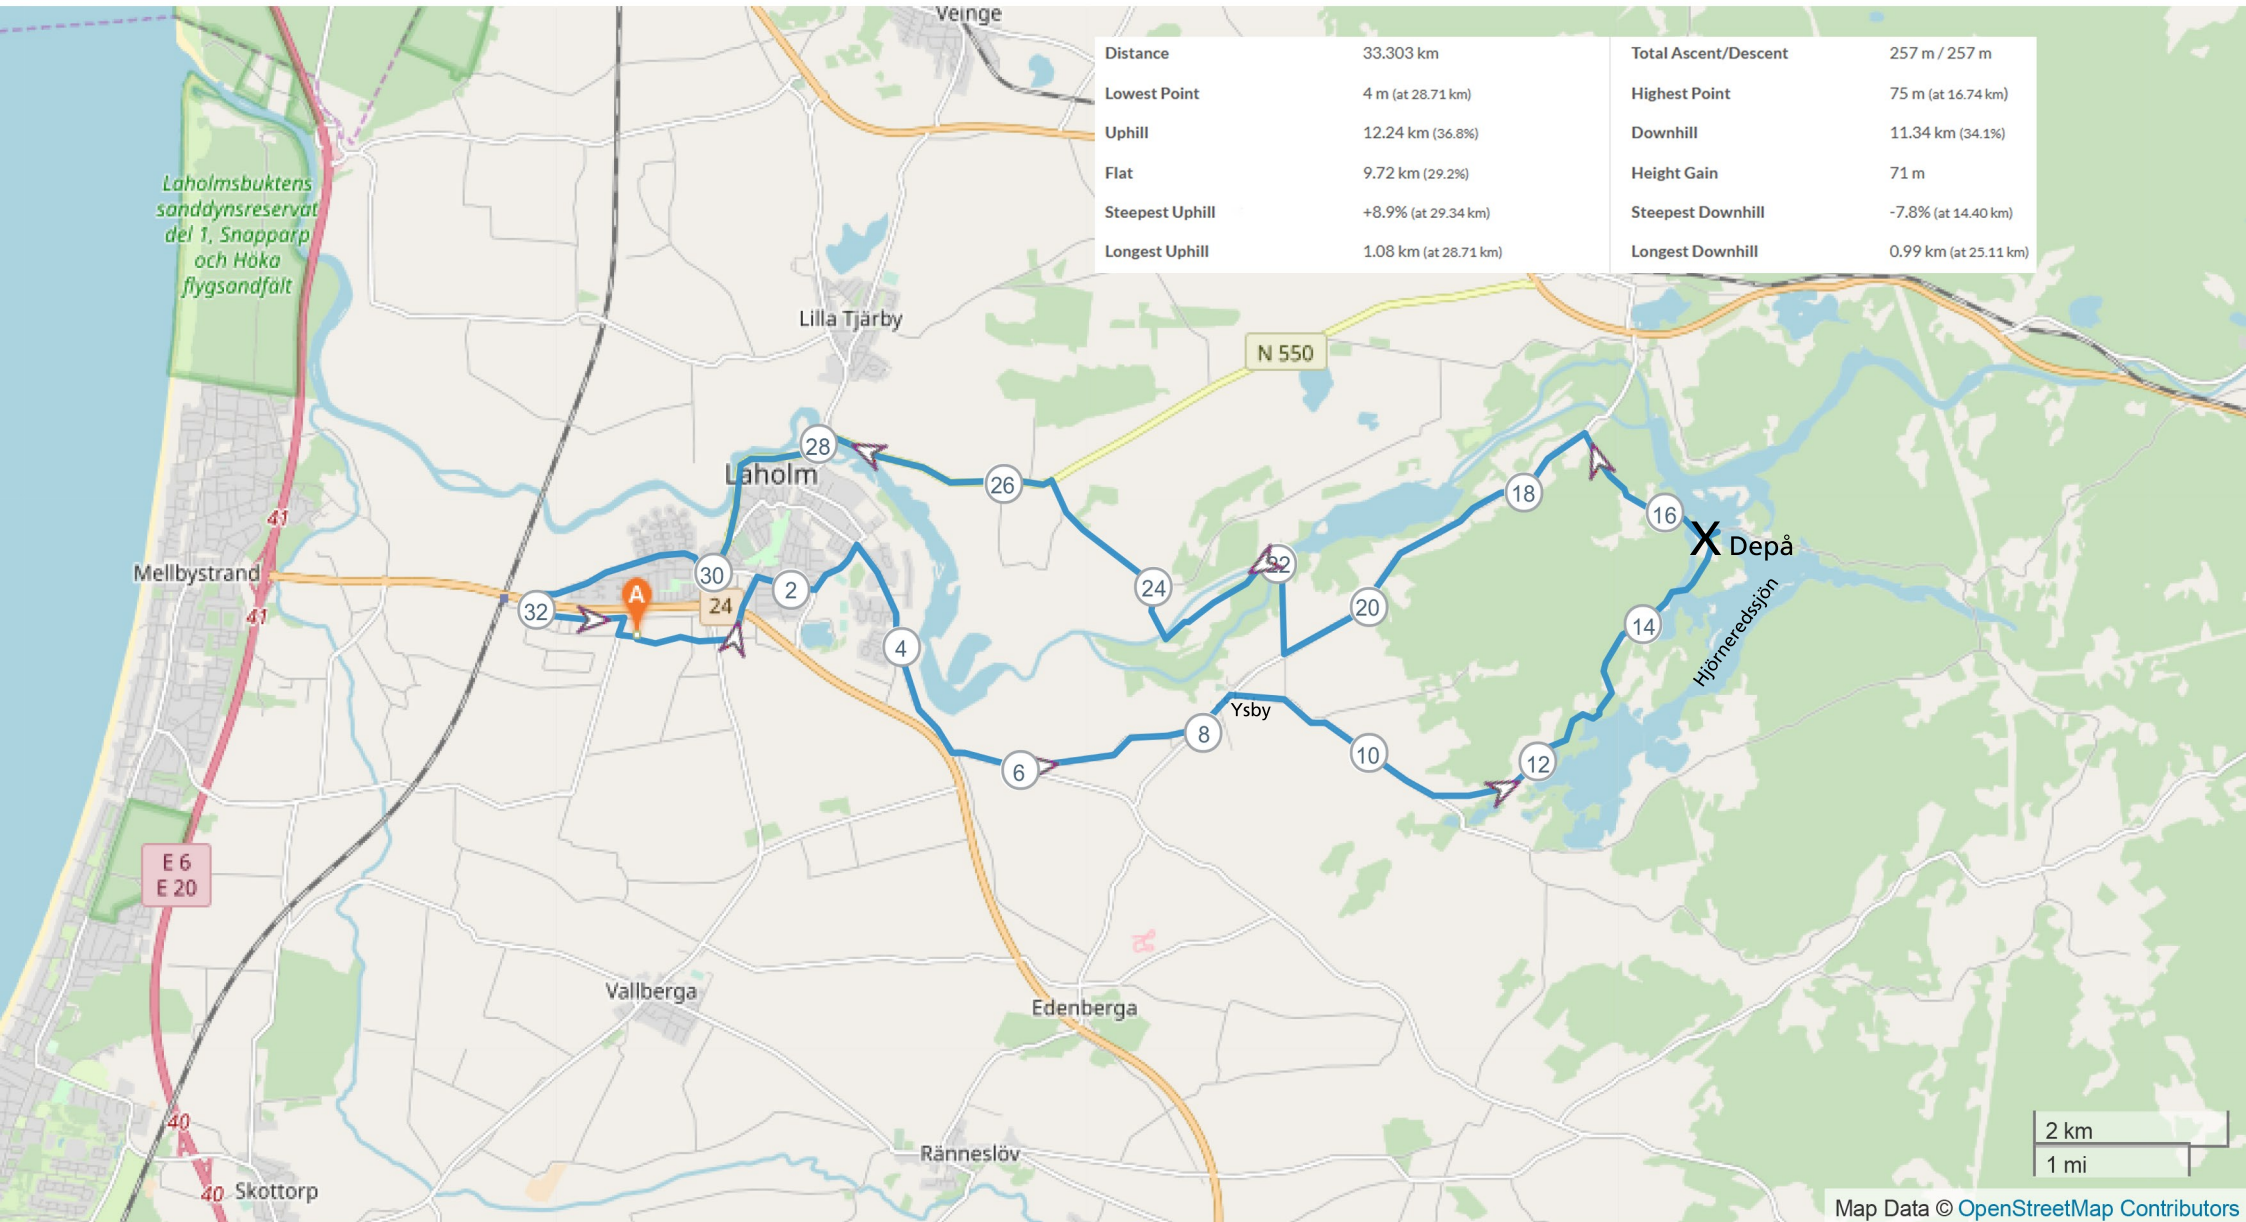 Veinge
Distance 33.303 km Total Ascent/Descent 257 m / 257 m
Lowest Point 4 m (at 28.71 km) Highest Point 75 m (at 16.74 km)
Uphill 12.24 km (36.8%) Downhill 11.34 km (34.1%)
Flat 9.72 km (29.2%) Height Gain 71 m
Steepest Uphill +8.9% (at 29.34 km) Steepest Downhill -7.8% (at 14.40 km)
Longest Uphill 1.08 km (at 28.71 km) Longest Downhill 0.99 km (at 25.11 km)
Laholmsbuktens
sanddynsreservat
del 1, Snapparp
och Höka
flygsandfält
Lilla Tjärby
N 550
28
Laholm
26
18
16
41
X Depå
Mellbystrand
30
22
24
2
A
24
20
32
41
14
Hjörneredssjön
4
Ysby
8
10
12
6
E 6
E 20
Vallberga
Edenberga
40
2 km
Ränneslöv
1 mi
40
Skottorp
Map Data © OpenStreetMap Contributors